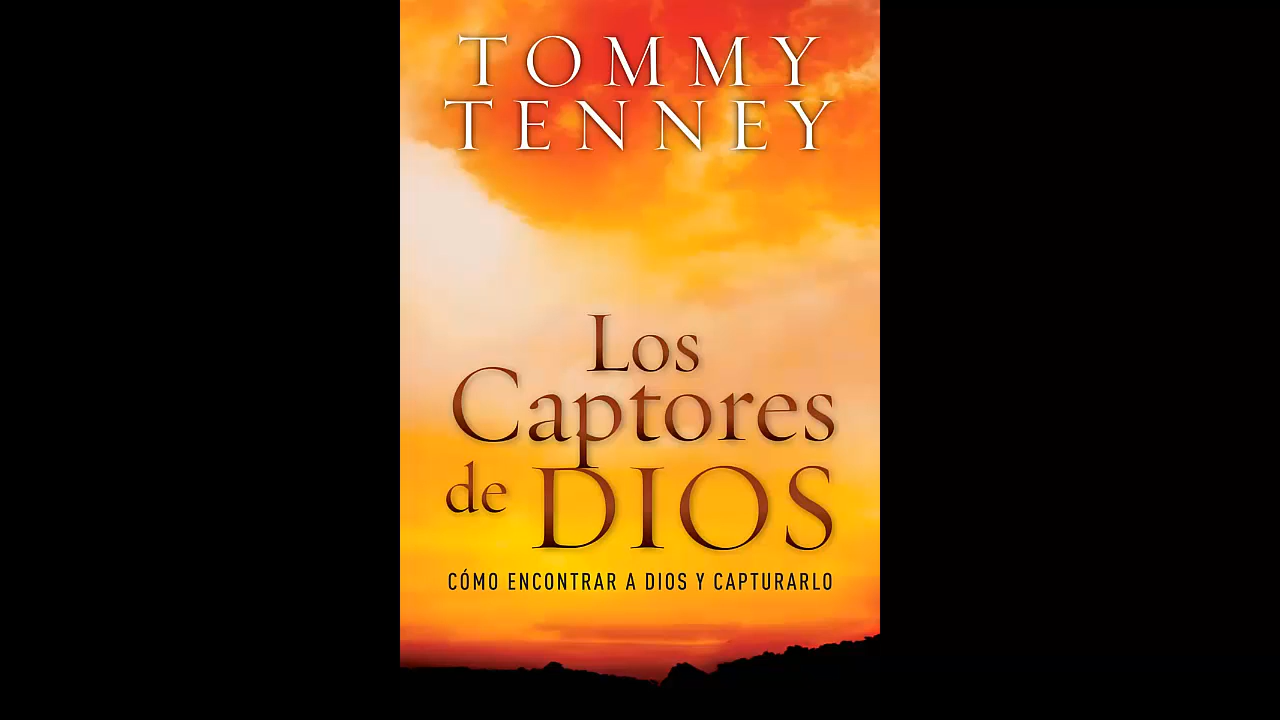 TOMMY
TENNEY
Los
Captores
de DIOS
CÓMO ENCONTRAR A DIOS Y CAPTURARLO